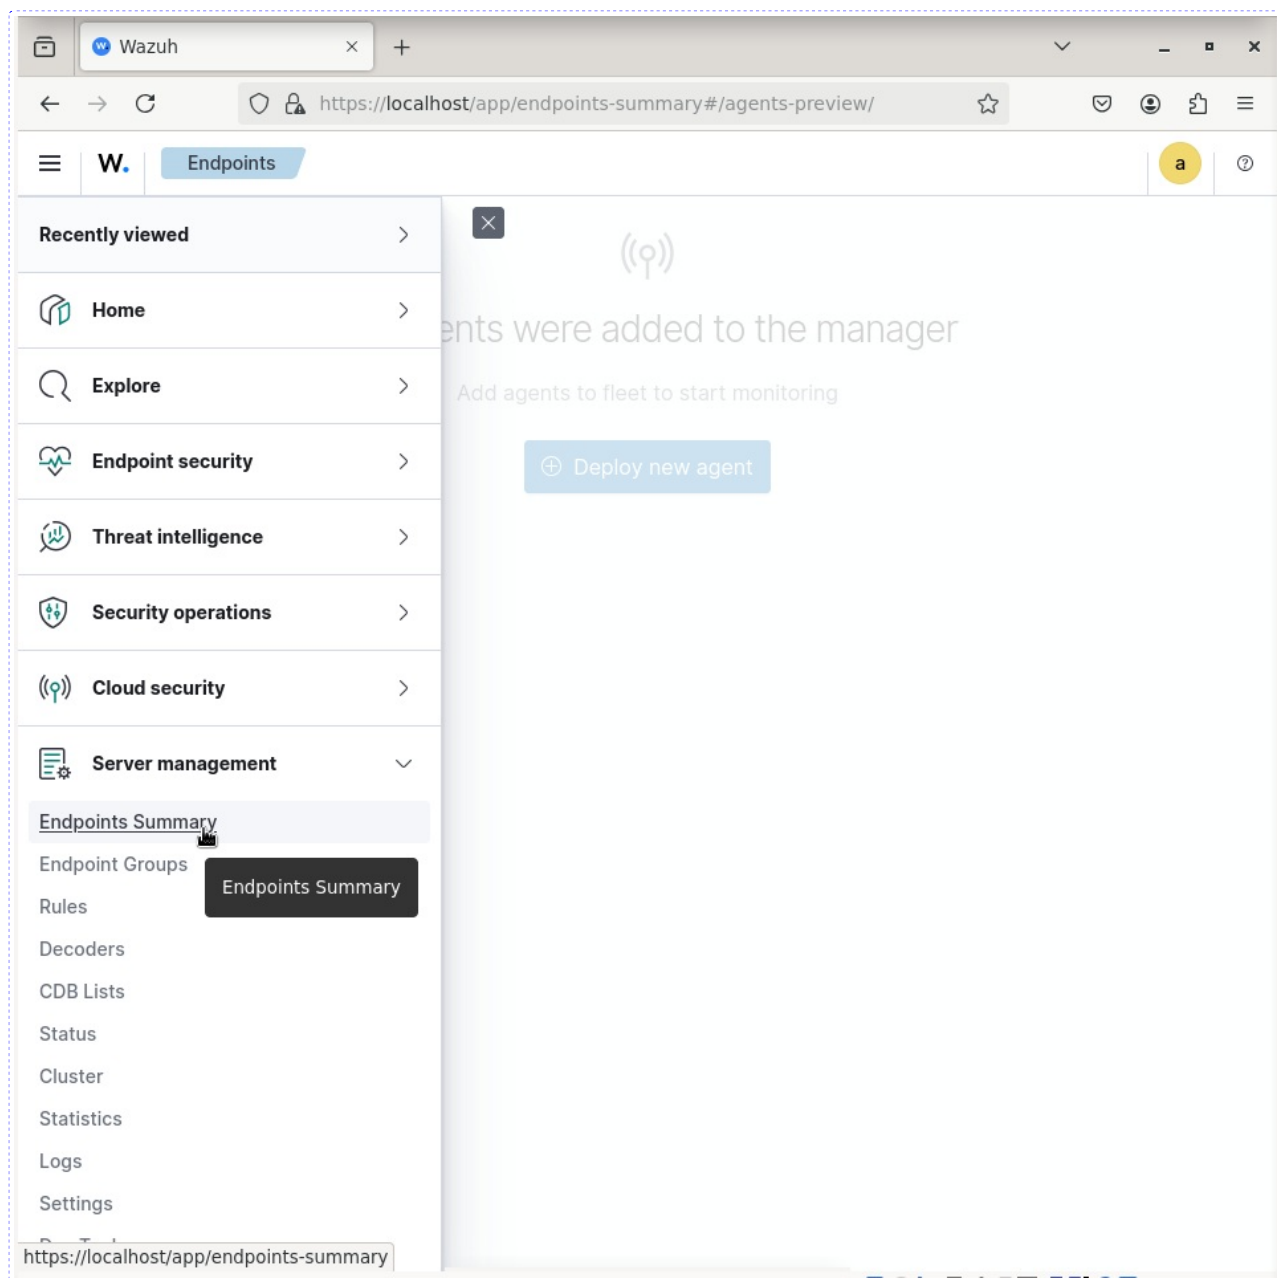 Wazuh
https://localhost/app/endpoints-summary#/agents-preview/
W. Endpoints a
Recently viewed
Home
Explore
Endpoint security
Threat intelligence
Security operations
Cloud security
Server management
Endpoints Summary
Endpoint Groups
Endpoints Summary
Rules
Decoders
CDB Lists
Status
Cluster
Statistics
Logs
Settings
https://localhost/app/endpoints-summary
were added to the manager
Add agents to fleet to start monitoring
Deploy new agent